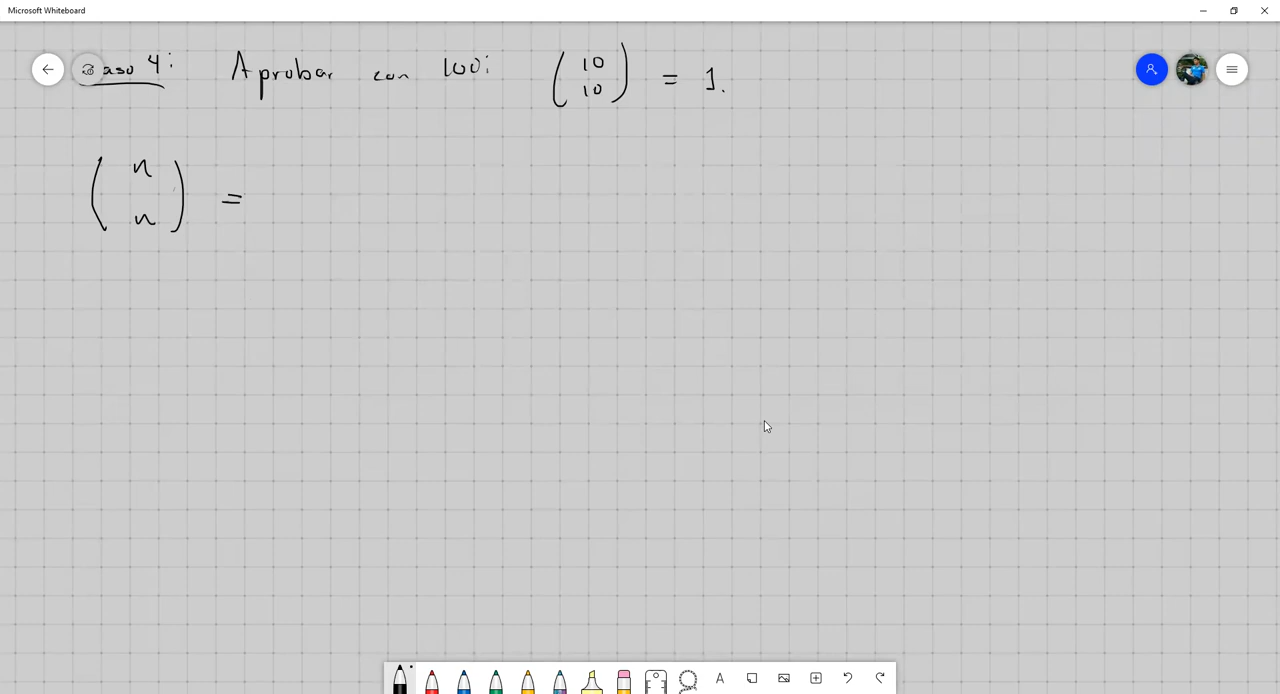 Microsoft Whiteboard
Caso 4: Aprobar con 100: (10 10) = 1.
(n n) =
A